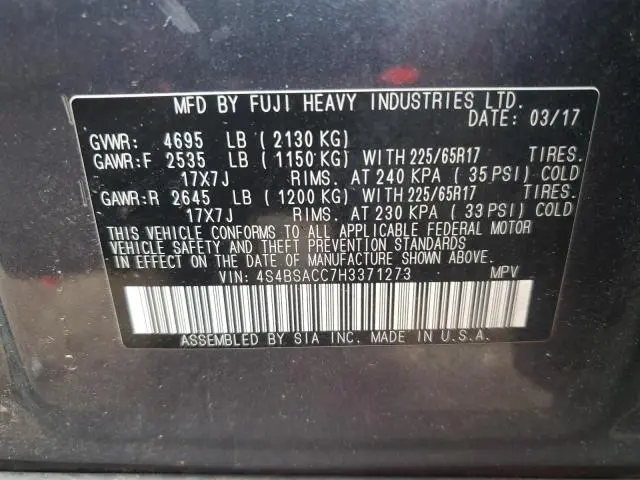 MFD BY FUJI HEAVY INDUSTRIES LTD.
DATE: 03/17
GVWR: 4695 LB ( 2130 KG)
GAWR:F 2535 LB ( 1150 KG) WITH 225/65R17 TIRES.
17X7J RIMS. AT 240 KPA ( 35 PSI) COLD
GAWR:R 2645 LB ( 1200 KG) WITH 225/65R17 TIRES.
17X7J RIMS. AT 230 KPA ( 33 PSI) COLD
THIS VEHICLE CONFORMS TO ALL APPLICABLE FEDERAL MOTOR
VEHICLE SAFETY AND THEFT PREVENTION STANDARDS
IN EFFECT ON THE DATE OF MANUFACTURE SHOWN ABOVE.
VIN: 4S4BSACC7H3371273 MPV
ASSEMBLED BY SIA INC. MADE IN U.S.A.